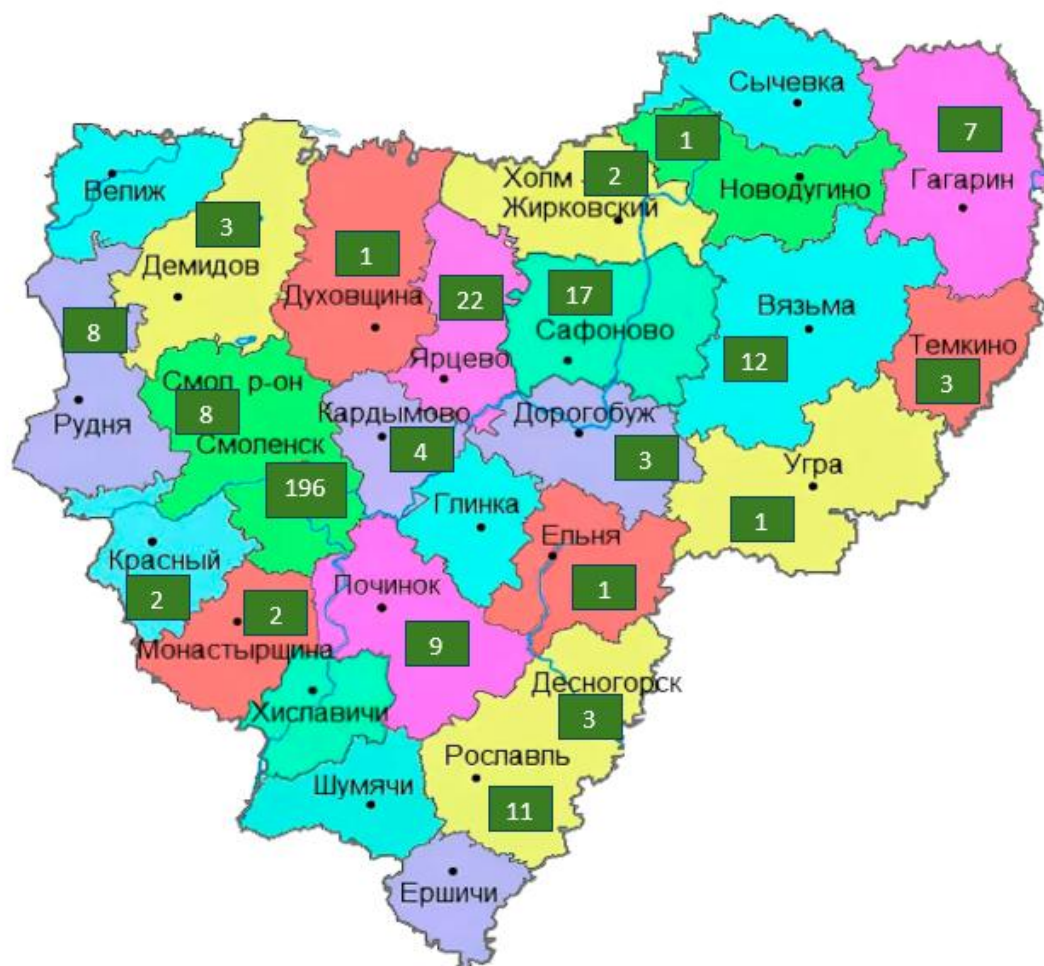 Сычевка
7
1
Велиж
Холм
2
Жирковский
Новодугино
Гагарин
3
Демидов
1
Духовщина
22
17
Сафоново
Вязьма
8
12
Темкино
3
Ярцево
Смол. р-он
8
Рудня
Кардымово
4
Дорогобуж
3
Смоленск
196
Угра
1
Глинка
Ельня
1
Красный
2
Починок
9
2
Монастырщина
Десногорск
3
Хиславичи
Рославль
11
Шумячи
Ершичи